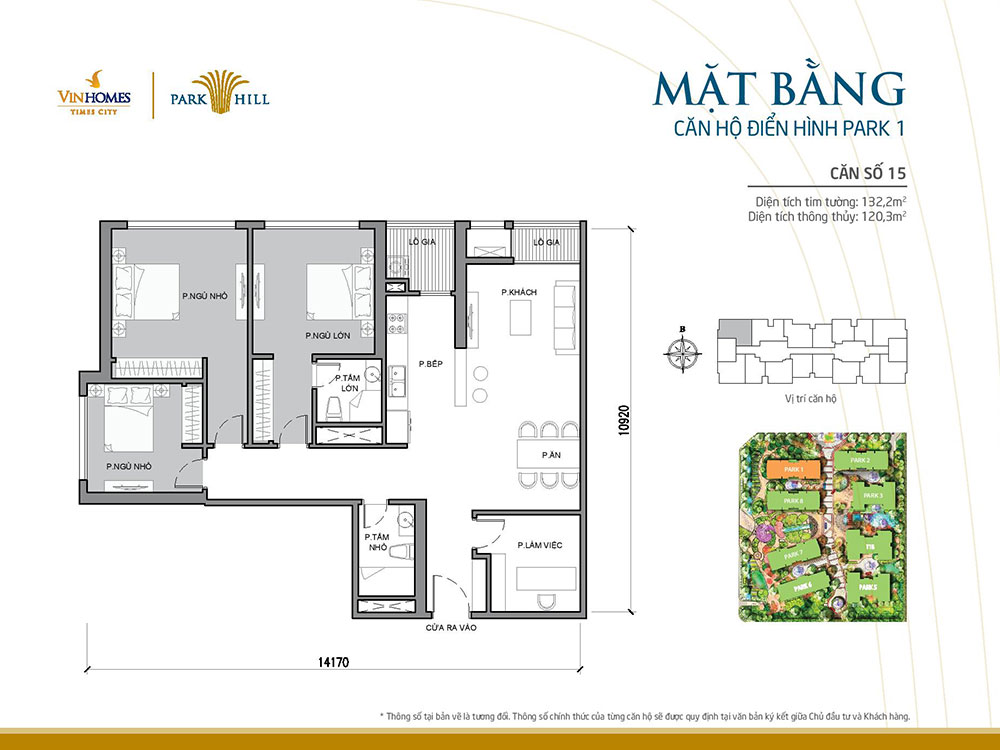 VINHOMES
TIMES CITY
PARK HILL
MẶT BẰNG
CĂN HỘ ĐIỂN HÌNH PARK 1
CĂN SỐ 15
Diện tích tim tường: 132,2m²
Diện tích thông thủy: 120,3m²
LÔ GIA
LÔ GIA
P.NGỦ NHỎ
P.KHÁCH
P.NGỦ LỚN
P.BẾP
P.TẮM
LỚN
P.NGỦ NHỎ
P.ĂN
P.TẮM
NHỎ
P.LÀM VIỆC
CỬA RA VÀO
10920
14170
B
Vị trí căn hộ
PARK 1
PARK 2
PARK 3
PARK 8
PARK 7
T18
PARK 6
PARK 5
* Thông số tại bản vẽ là tương đối. Thông số chính thức của từng căn hộ sẽ được quy định tại văn bản ký kết giữa Chủ đầu tư và Khách hàng.